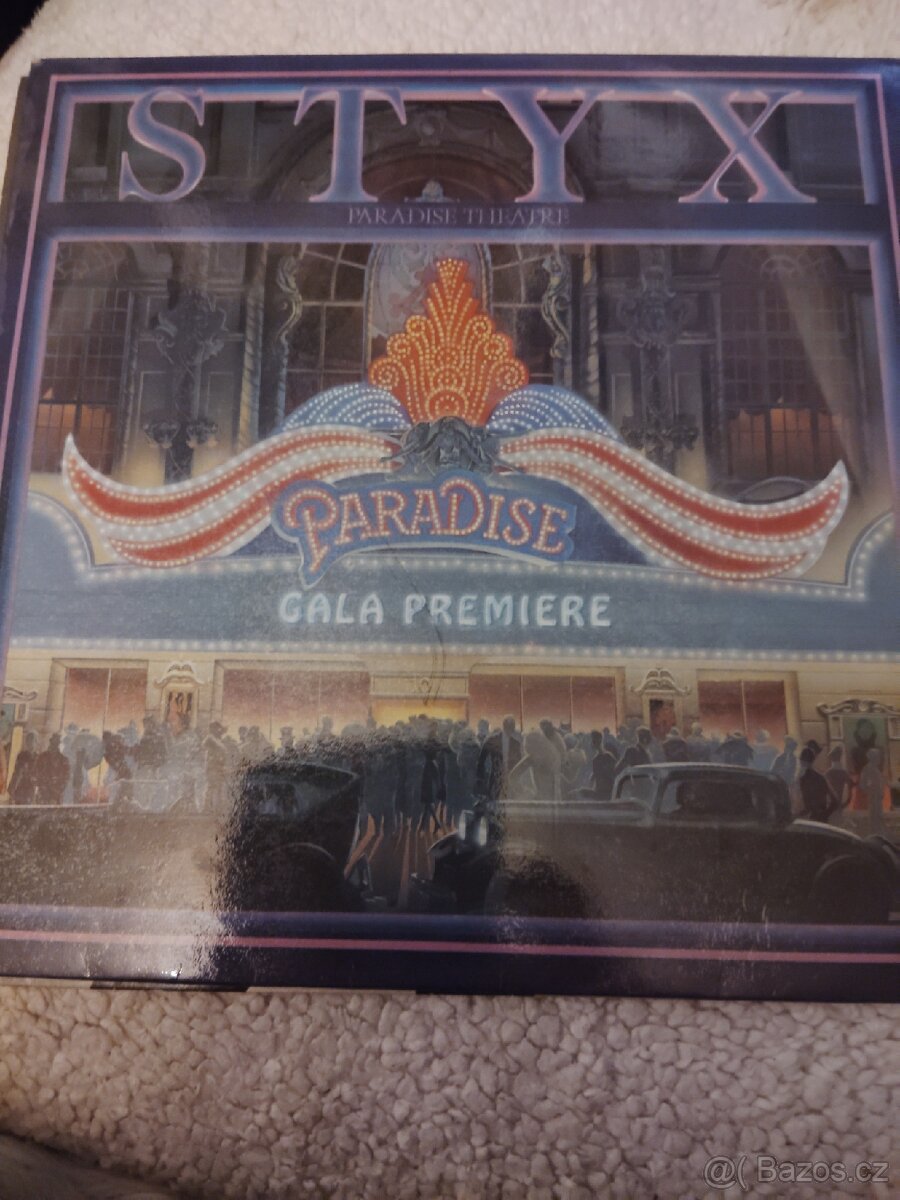 STYX
PARADISE THEATRE
PARADISE
GALA PREMIERE
@( Bazos.cz